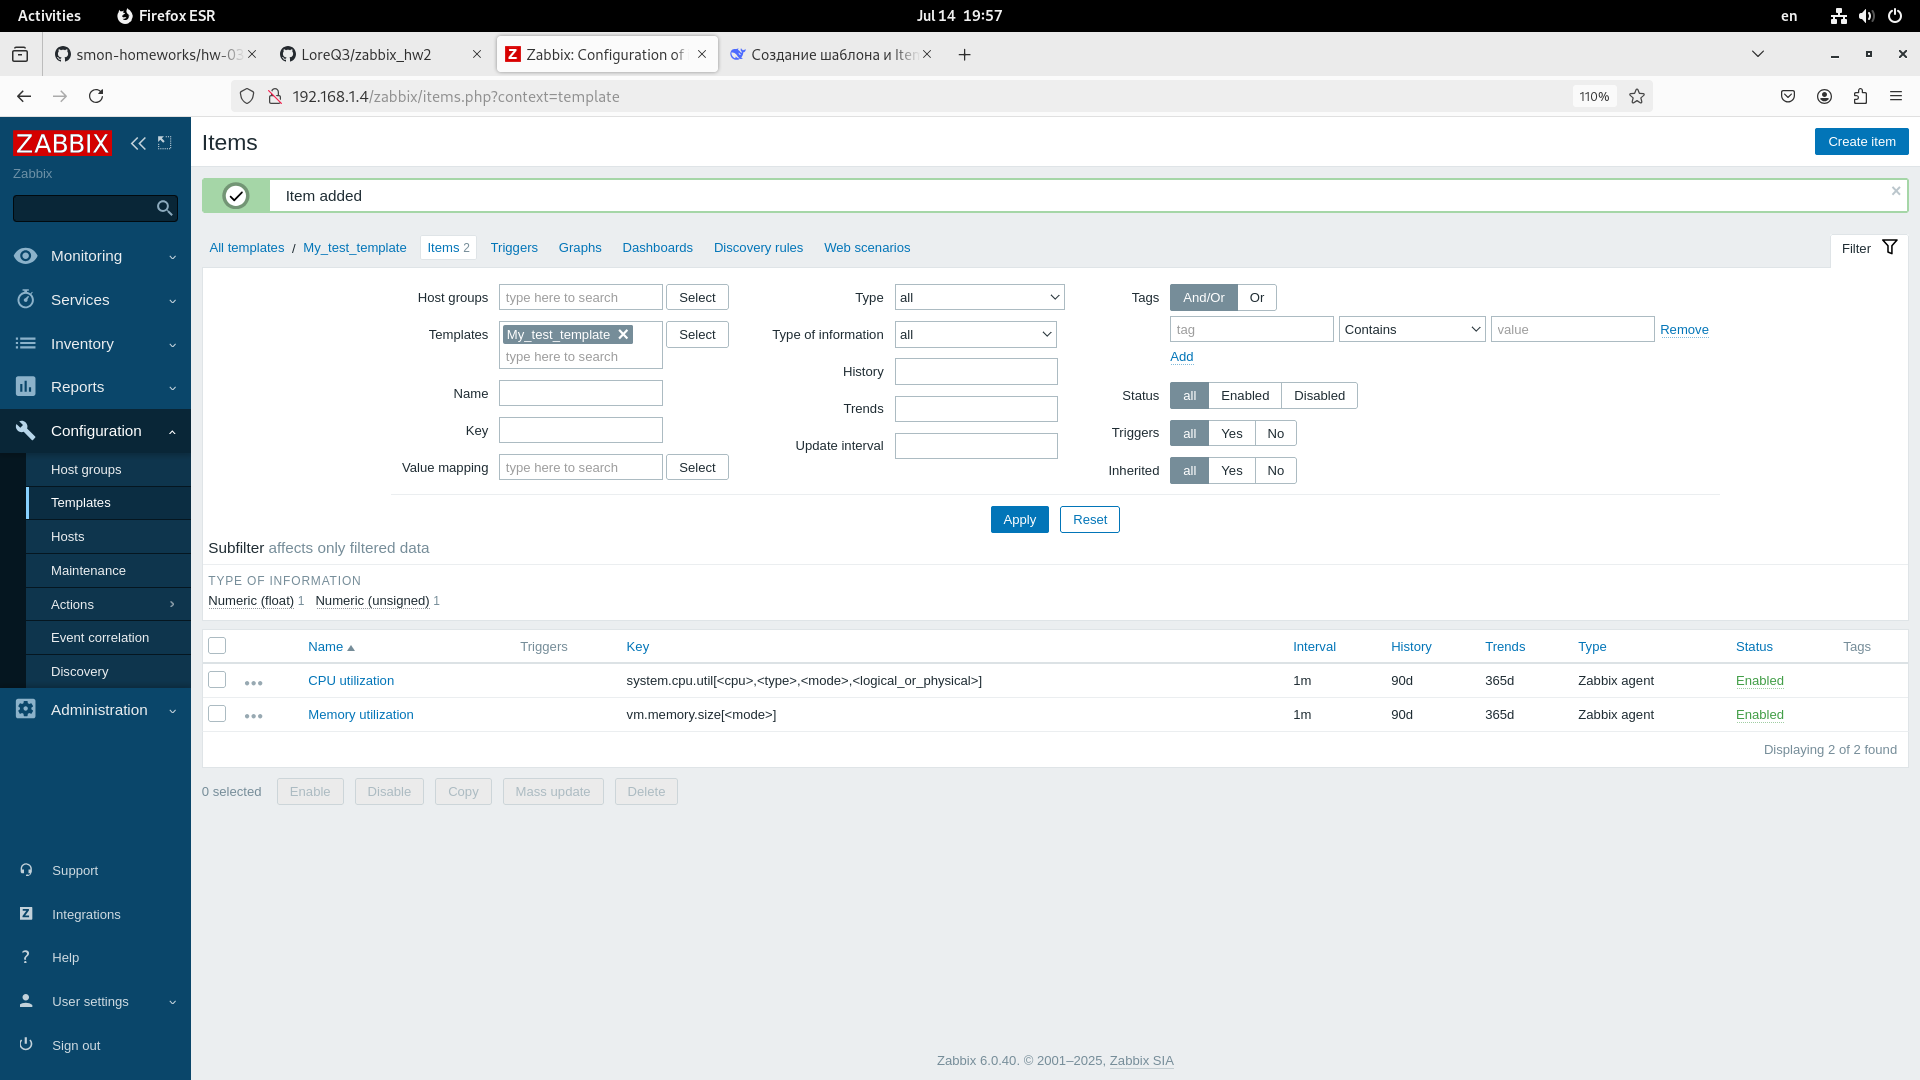 Activities Firefox ESR Jul 14 19:57 en
smon-homeworks/hw-03 LoreQ3/zabbix_hw2 Zabbix: Configuration of Создание шаблона и Iten
192.168.1.4/zabbix/items.php?context=template 110%
ZABBIX
Zabbix
Monitoring
Services
Inventory
Reports
Configuration
Host groups
Templates
Hosts
Maintenance
Actions
Event correlation
Discovery
Administration
Support
Integrations
Help
User settings
Sign out
Items Create item
Item added
All templates / My_test_template Items 2 Triggers Graphs Dashboards Discovery rules Web scenarios Filter
Host groups type here to search Select Type all Tags And/Or Or
tag Contains value Remove
Templates My_test_template Select Type of information all
type here to search Add
History
Name Trends Status all Enabled Disabled
Key Update interval Triggers all Yes No
Value mapping type here to search Select Inherited all Yes No
Apply Reset
Subfilter affects only filtered data
TYPE OF INFORMATION
Numeric (float) 1 Numeric (unsigned) 1
Name Triggers Key Interval History Trends Type Status Tags
CPU utilization system.cpu.util[<cpu>,<type>,<mode>,<logical_or_physical>] 1m 90d 365d Zabbix agent Enabled
Memory utilization vm.memory.size[<mode>] 1m 90d 365d Zabbix agent Enabled
Displaying 2 of 2 found
0 selected Enable Disable Copy Mass update Delete
Zabbix 6.0.40. © 2001–2025, Zabbix SIA